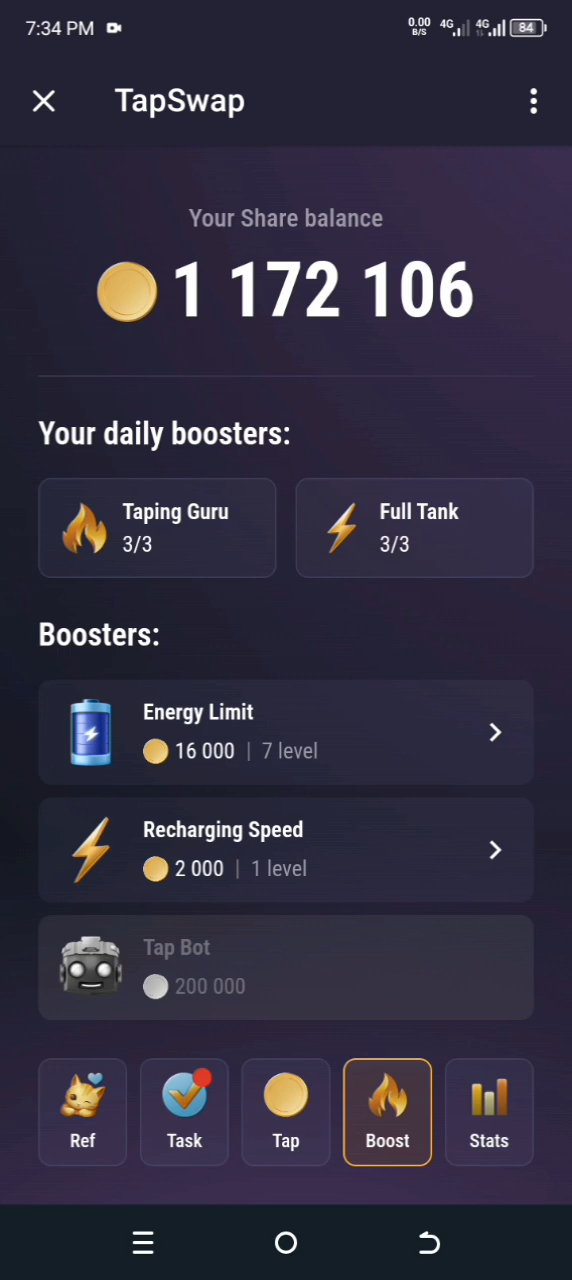 7:34 PM
0.00 B/S 4G 4G 84
TapSwap
Your Share balance
1 172 106
Your daily boosters:
Taping Guru
3/3
Full Tank
3/3
Boosters:
Energy Limit
16 000 | 7 level
Recharging Speed
2 000 | 1 level
Tap Bot
200 000
Ref Task Tap Boost Stats